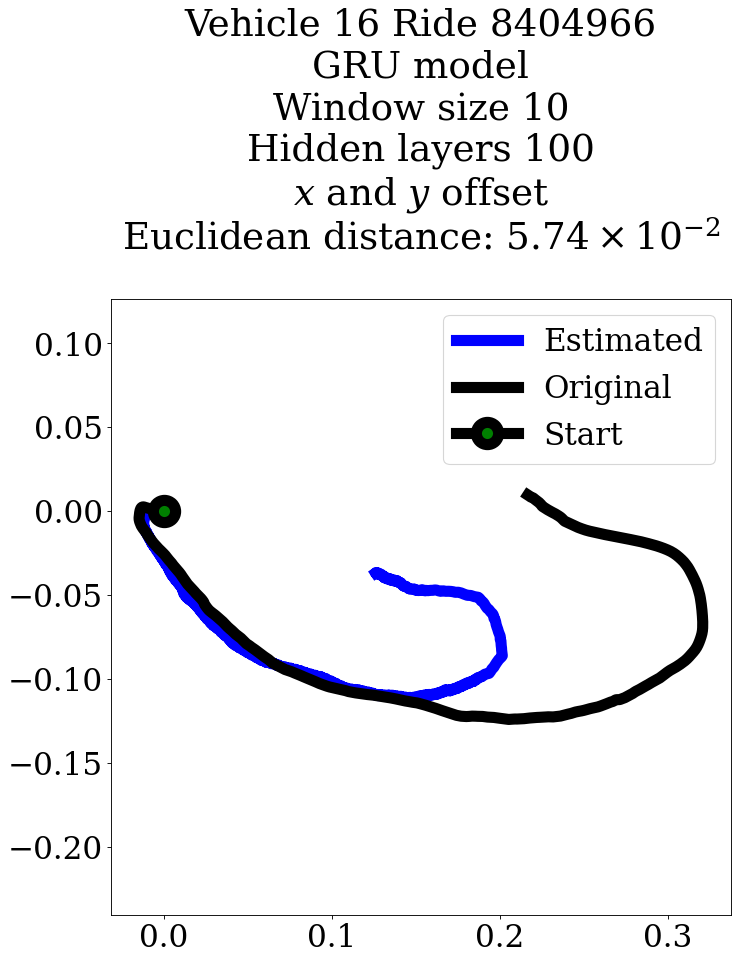 Vehicle 16 Ride 8404966
GRU model
Window size 10
Hidden layers 100
x and y offset
Euclidean distance: 5.74 × 10⁻²
Estimated
Original
Start
0.10
0.05
0.00
−0.05
−0.10
−0.15
−0.20
0.0 0.1 0.2 0.3